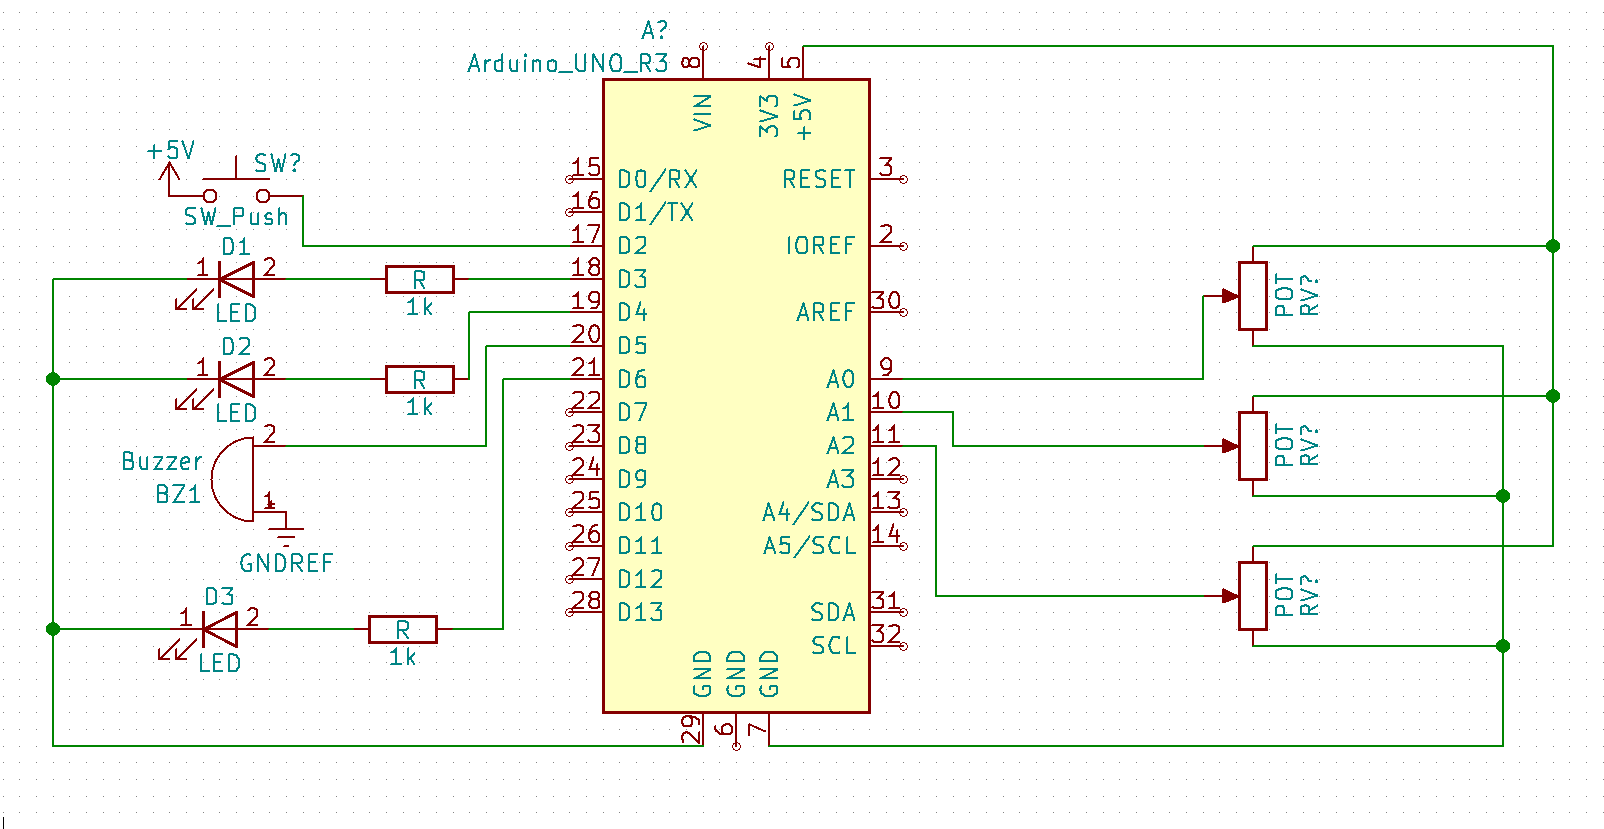 A?
Arduino_UNO_R3
8
4
5
VIN
3V3
+5V
+5V
SW?
SW_Push
15
D0/RX
RESET
3
16
D1/TX
17
D2
IOREF
2
D1
1
2
LED
R
1k
18
D3
19
D4
AREF
30
D2
1
2
LED
R
1k
20
D5
21
D6
A0
9
22
D7
A1
10
23
D8
A2
11
24
D9
A3
12
25
D10
A4/SDA
13
26
D11
A5/SCL
14
27
D12
28
D13
SDA
31
SCL
32
Buzzer
BZ1
2
1
GNDREF
D3
1
2
LED
R
1k
GND
GND
GND
29
6
7
POT
RV?
POT
RV?
POT
RV?